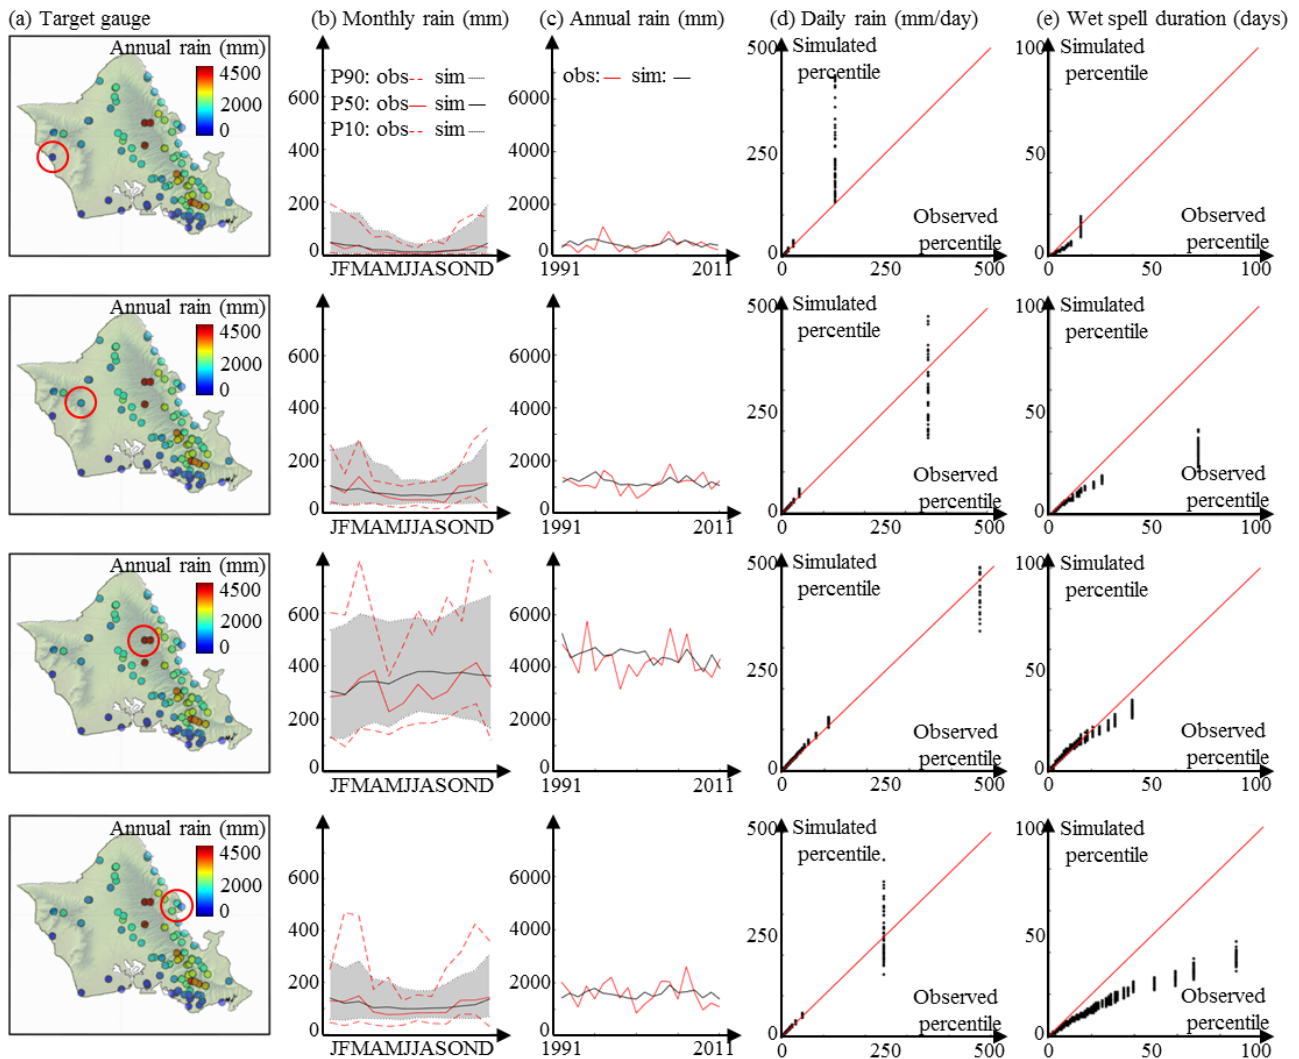 (a) Target gauge
(b) Monthly rain (mm)
(c) Annual rain (mm)
(d) Daily rain (mm/day)
(e) Wet spell duration (days)
Annual rain (mm)
4500
2000
0
600
400
200
0
P90: obs sim
P50: obs sim
P10: obs sim
JFMAMJJASOND
6000
4000
2000
0
obs: sim:
1991 2011
500
250
0
Simulated
percentile
Observed
percentile
0 250 500
100
50
0
Simulated
percentile
Observed
percentile
0 50 100
Annual rain (mm)
4500
2000
0
600
400
200
0
JFMAMJJASOND
6000
4000
2000
0
1991 2011
500
250
0
Simulated
percentile
Observed
percentile
0 250 500
100
50
0
Simulated
percentile
Observed
percentile
0 50 100
Annual rain (mm)
4500
2000
0
600
400
200
0
JFMAMJJASOND
6000
4000
2000
0
1991 2011
500
250
0
Simulated
percentile
Observed
percentile
0 250 500
100
50
0
Simulated
percentile
Observed
percentile
0 50 100
Annual rain (mm)
4500
2000
0
600
400
200
0
JFMAMJJASOND
6000
4000
2000
0
1991 2011
500
250
0
Simulated
percentile
Observed
percentile
0 250 500
100
50
0
Simulated
percentile
Observed
percentile
0 50 100